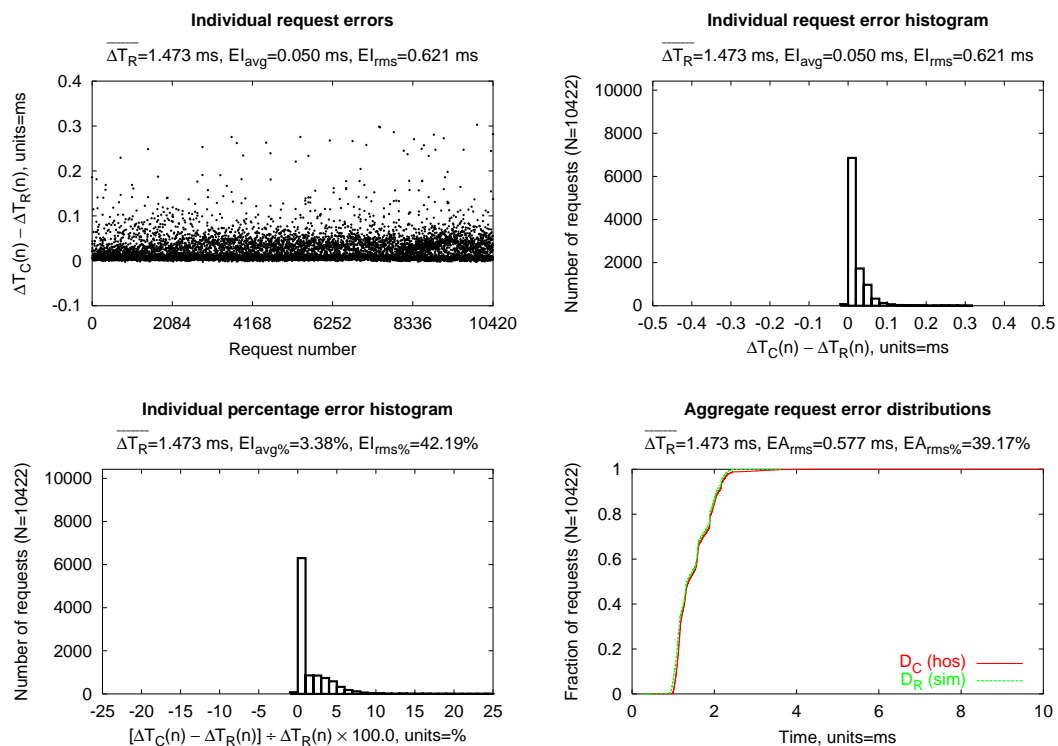 Individual request errors
ΔT_R=1.473 ms, EI_avg=0.050 ms, EI_rms=0.621 ms
ΔT_C(n) − ΔT_R(n), units=ms
0.4
0.3
0.2
0.1
0
-0.1
0 2084 4168 6252 8336 10420
Request number
Individual request error histogram
ΔT_R=1.473 ms, EI_avg=0.050 ms, EI_rms=0.621 ms
Number of requests (N=10422)
10000
8000
6000
4000
2000
0
-0.5 -0.4 -0.3 -0.2 -0.1 0 0.1 0.2 0.3 0.4 0.5
ΔT_C(n) − ΔT_R(n), units=ms
Individual percentage error histogram
ΔT_R=1.473 ms, EI_avg%=3.38%, EI_rms%=42.19%
Number of requests (N=10422)
10000
8000
6000
4000
2000
0
-25 -20 -15 -10 -5 0 5 10 15 20 25
[ΔT_C(n) − ΔT_R(n)] ÷ ΔT_R(n) × 100.0, units=%
Aggregate request error distributions
ΔT_R=1.473 ms, EA_rms=0.577 ms, EA_rms%=39.17%
Fraction of requests (N=10422)
1
0.8
0.6
0.4
0.2
0
D_C (hos)
D_R (sim)
0 2 4 6 8 10
Time, units=ms